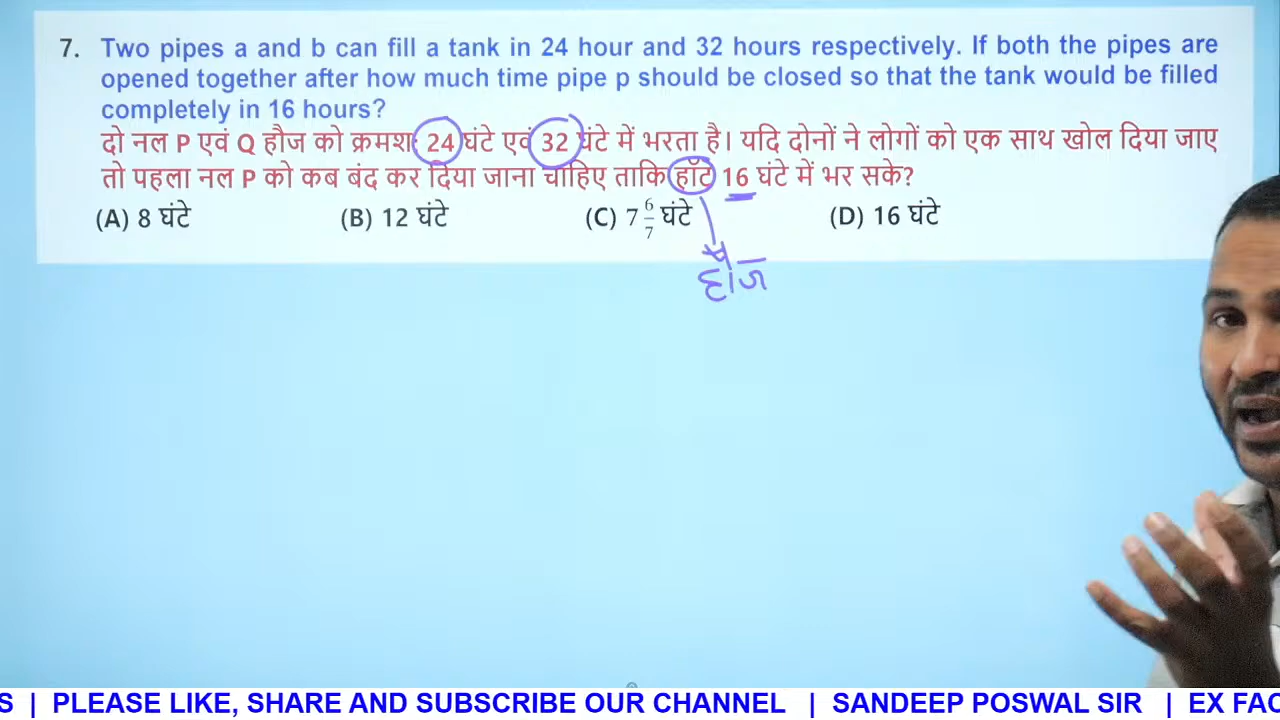 7. Two pipes a and b can fill a tank in 24 hour and 32 hours respectively. If both the pipes are
opened together after how much time pipe p should be closed so that the tank would be filled
completely in 16 hours?
दो नल P एवं Q हौज को क्रमश: 24 घंटे एवं 32 घंटे में भरता है। यदि दोनों ने लोगों को एक साथ खोल दिया जाए
तो पहला नल P को कब बंद कर दिया जाना चाहिए ताकि हॉट 16 घंटे में भर सके?
(A) 8 घंटे (B) 12 घंटे (C) 7 6/7 घंटे (D) 16 घंटे
हौज
S | PLEASE LIKE, SHARE AND SUBSCRIBE OUR CHANNEL | SANDEEP POSWAL SIR | EX FAC